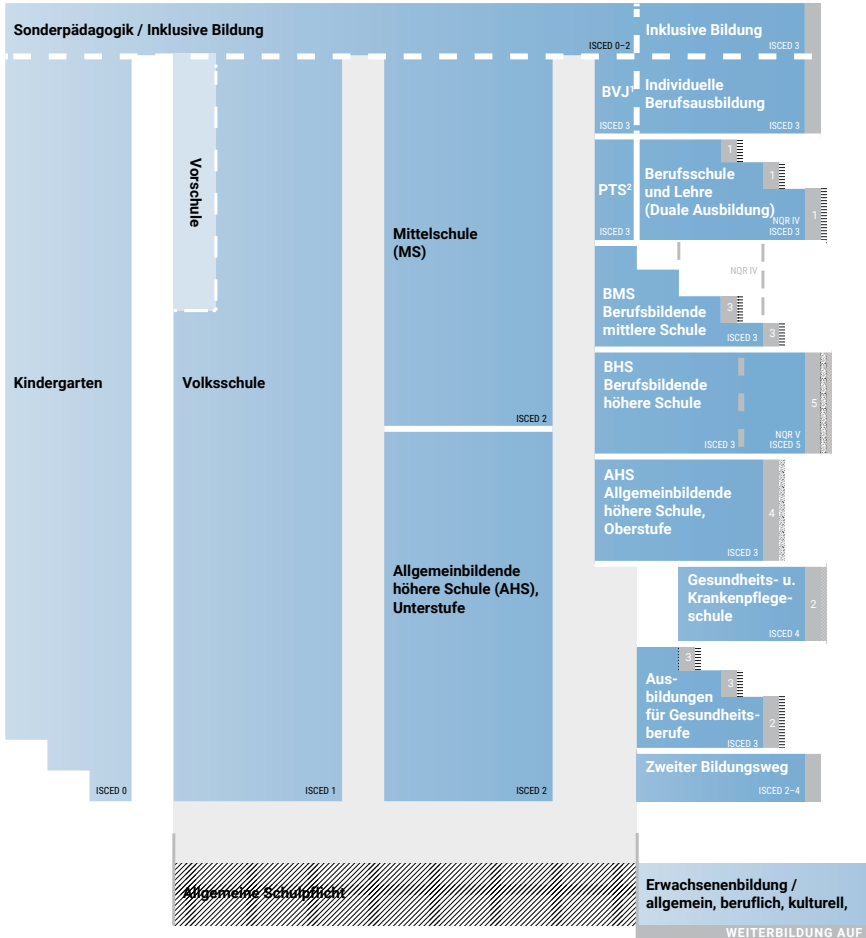 Sonderpädagogik / Inklusive Bildung
ISCED 0–2
Inklusive Bildung
ISCED 3
BVJ¹
ISCED 3
Individuelle
Berufsausbildung
ISCED 3
Vorschule
PTS²
ISCED 3
Berufsschule
und Lehre
(Duale Ausbildung)
NQR IV
ISCED 3
1
1
1
Mittelschule
(MS)
ISCED 2
NQR IV
BMS
Berufsbildende
mittlere Schule
ISCED 3
3
3
Kindergarten
ISCED 0
Volksschule
ISCED 1
BHS
Berufsbildende
höhere Schule
ISCED 3
NQR V
ISCED 5
5
AHS
Allgemeinbildende
höhere Schule,
Oberstufe
ISCED 3
4
Allgemeinbildende
höhere Schule (AHS),
Unterstufe
ISCED 2
Gesundheits- u.
Krankenpflege-
schule
ISCED 4
2
Aus-
bildungen
für Gesundheits-
berufe
ISCED 3
3
3
2
Zweiter Bildungsweg
ISCED 2–4
Allgemeine Schulpflicht
Erwachsenenbildung /
allgemein, beruflich, kulturell,
WEITERBILDUNG AUF